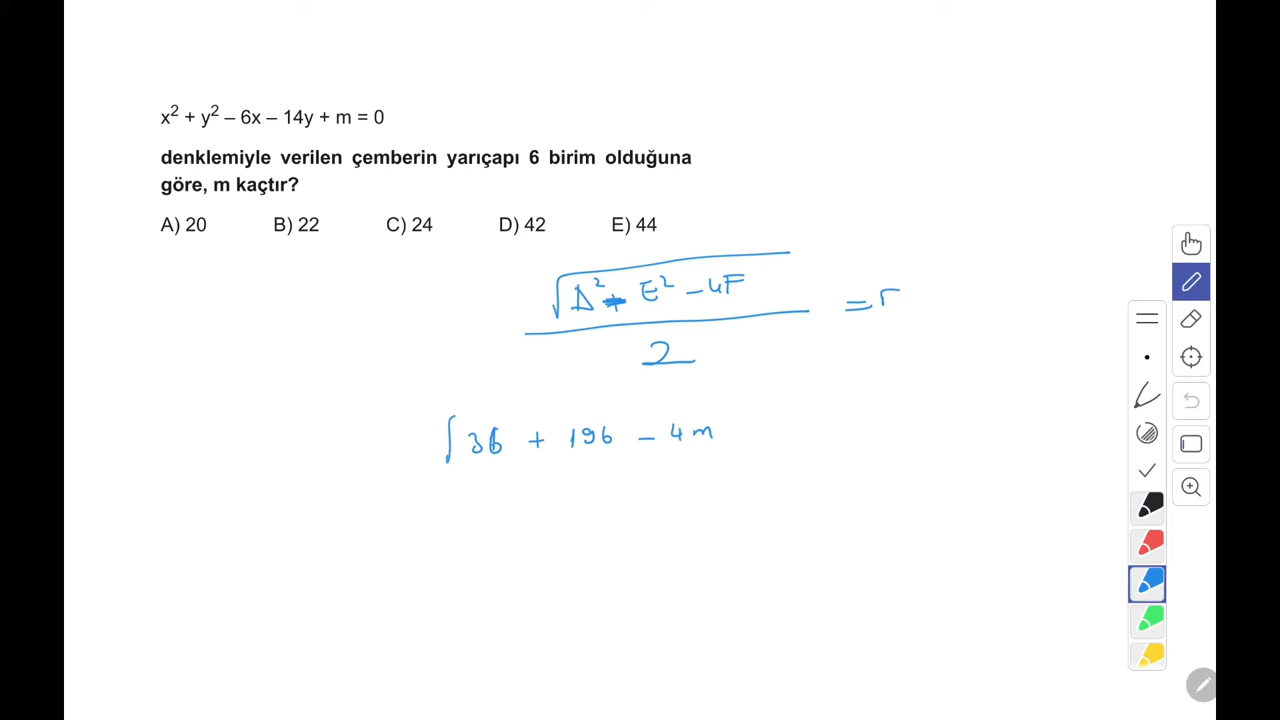 x² + y² – 6x – 14y + m = 0
denklemiyle verilen çemberin yarıçapı 6 birim olduğuna
göre, m kaçtır?
A) 20 B) 22 C) 24 D) 42 E) 44
√Δ² + E² – 4F
= r
2
√36 + 196 – 4m